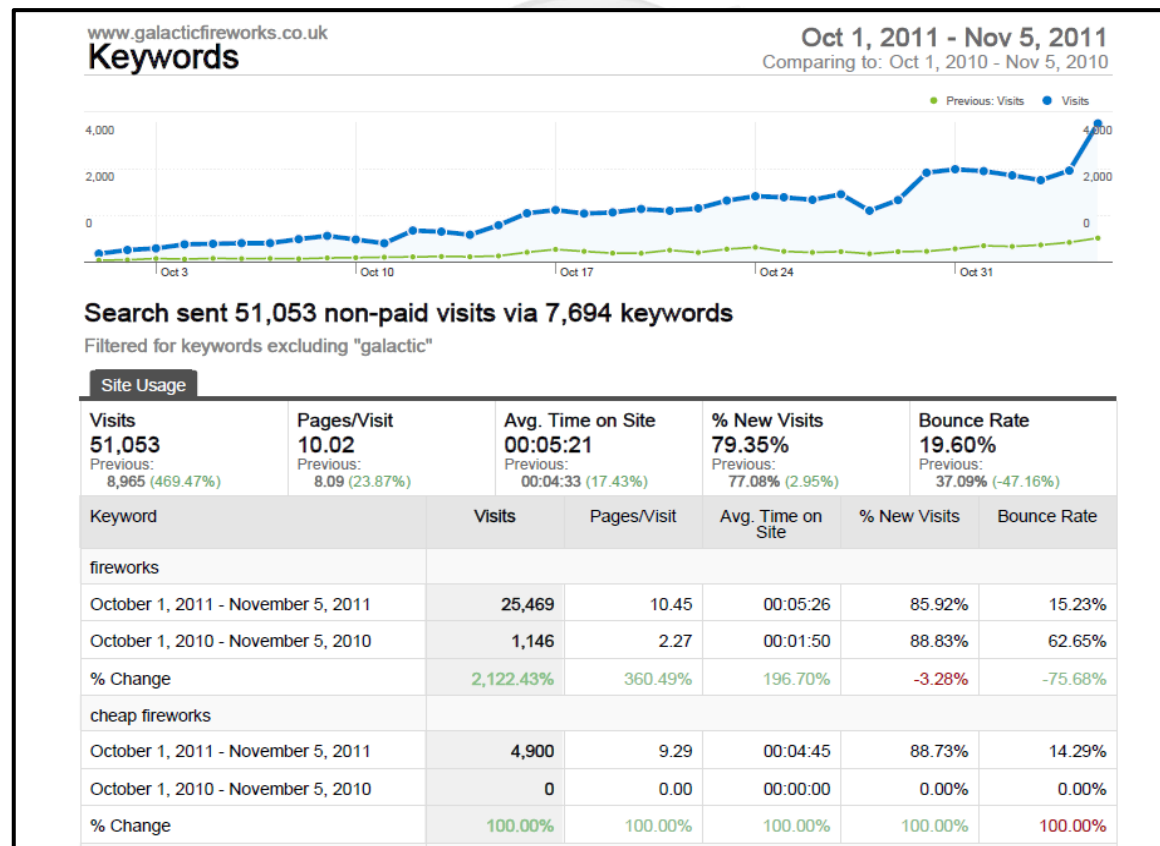 www.galacticfireworks.co.uk
Keywords
Oct 1, 2011 - Nov 5, 2011
Comparing to: Oct 1, 2010 - Nov 5, 2010
Previous: Visits Visits
4,000 4,000
2,000 2,000
0 0
Oct 3 Oct 10 Oct 17 Oct 24 Oct 31
Search sent 51,053 non-paid visits via 7,694 keywords
Filtered for keywords excluding "galactic"
Site Usage
Visits Pages/Visit Avg. Time on Site % New Visits Bounce Rate
51,053 10.02 00:05:21 79.35% 19.60%
Previous: Previous: Previous: Previous: Previous:
8,965 (469.47%) 8.09 (23.87%) 00:04:33 (17.43%) 77.08% (2.95%) 37.09% (-47.16%)
Keyword Visits Pages/Visit Avg. Time on % New Visits Bounce Rate
Site
fireworks
October 1, 2011 - November 5, 2011 25,469 10.45 00:05:26 85.92% 15.23%
October 1, 2010 - November 5, 2010 1,146 2.27 00:01:50 88.83% 62.65%
% Change 2,122.43% 360.49% 196.70% -3.28% -75.68%
cheap fireworks
October 1, 2011 - November 5, 2011 4,900 9.29 00:04:45 88.73% 14.29%
October 1, 2010 - November 5, 2010 0 0.00 00:00:00 0.00% 0.00%
% Change 100.00% 100.00% 100.00% 100.00% 100.00%